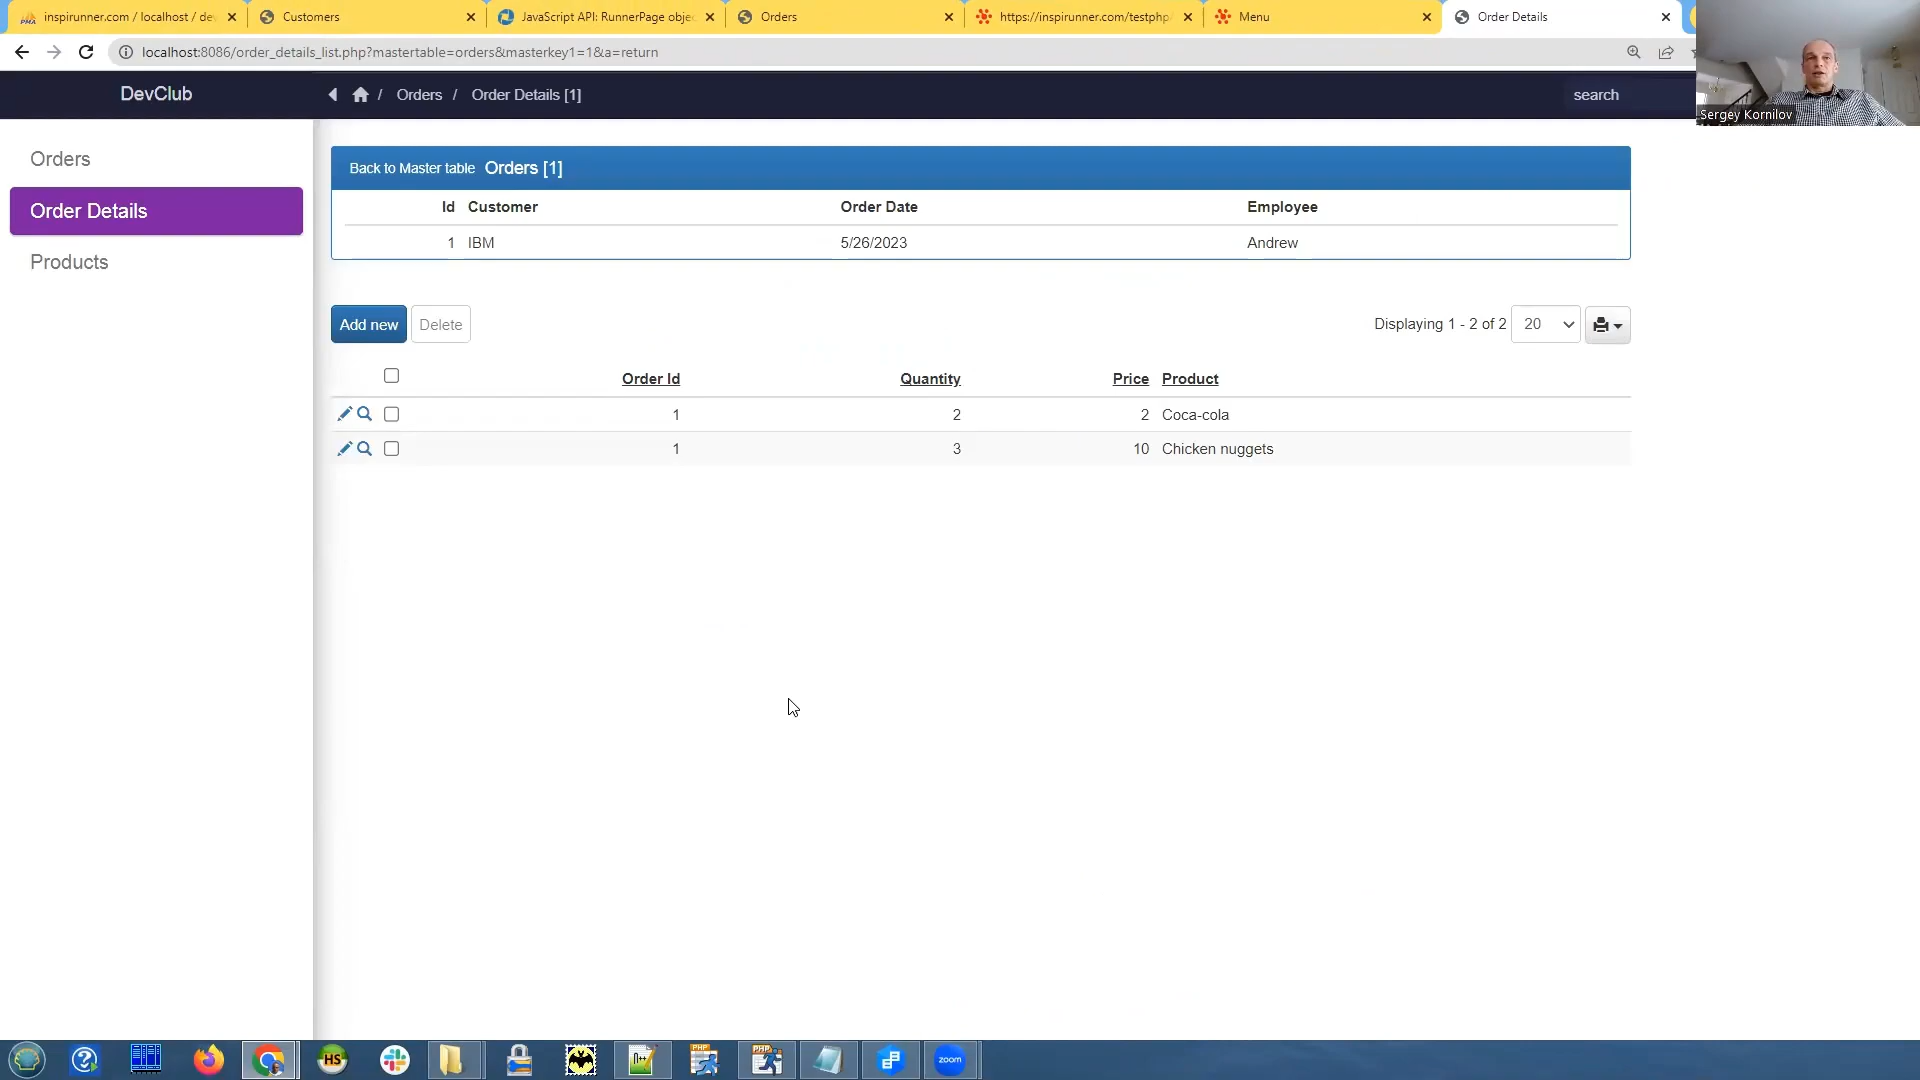 inspirunner.com / localhost / dev
Customers
JavaScript API: RunnerPage obje
Orders
https://inspirunner.com/testphp
Menu
Order Details
localhost:8086/order_details_list.php?mastertable=orders&masterkey1=1&a=return
DevClub
/ Orders / Order Details [1]
search
Sergey Kornilov
Orders
Order Details
Products
Back to Master table Orders [1]
Id Customer Order Date Employee
1 IBM 5/26/2023 Andrew
Add new Delete
Displaying 1 - 2 of 2 20
Order Id Quantity Price Product
1 2 2 Coca-cola
1 3 10 Chicken nuggets
HS
zoom